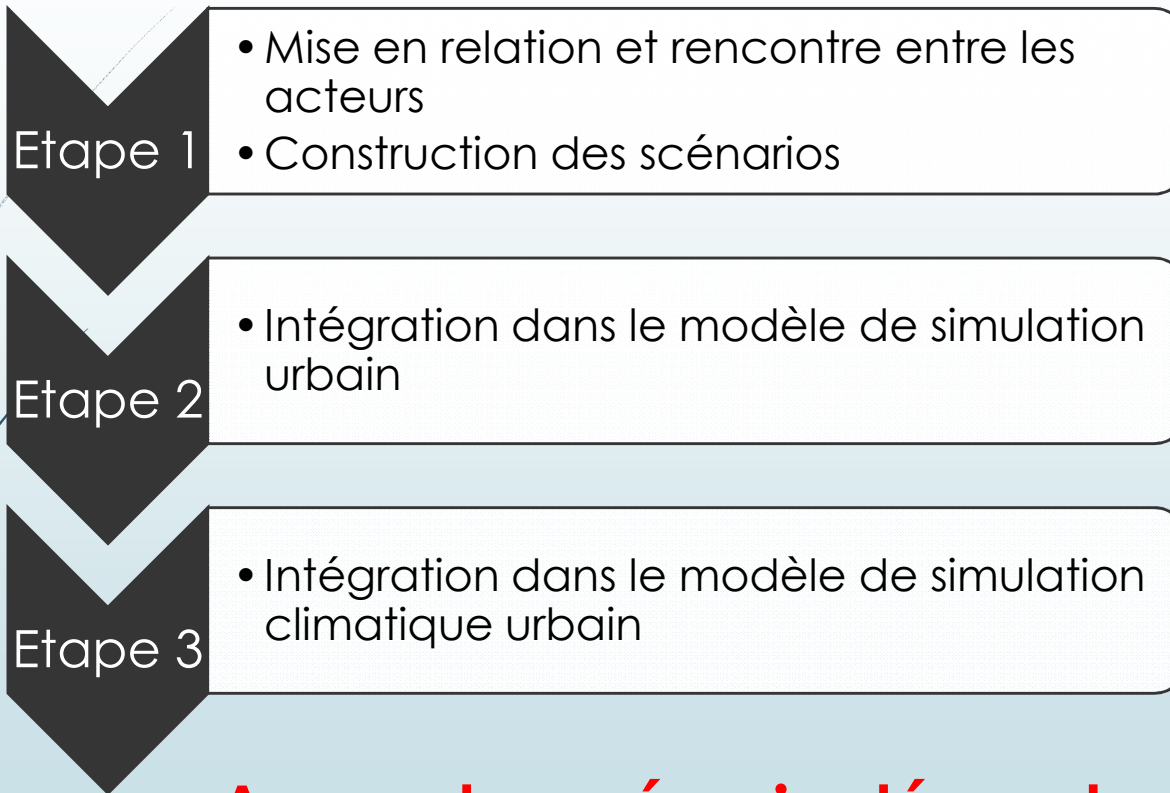 Etape 1
• Mise en relation et rencontre entre les
acteurs
• Construction des scénarios
Etape 2
• Intégration dans le modèle de simulation
urbain
Etape 3
• Intégration dans le modèle de simulation
climatique urbain